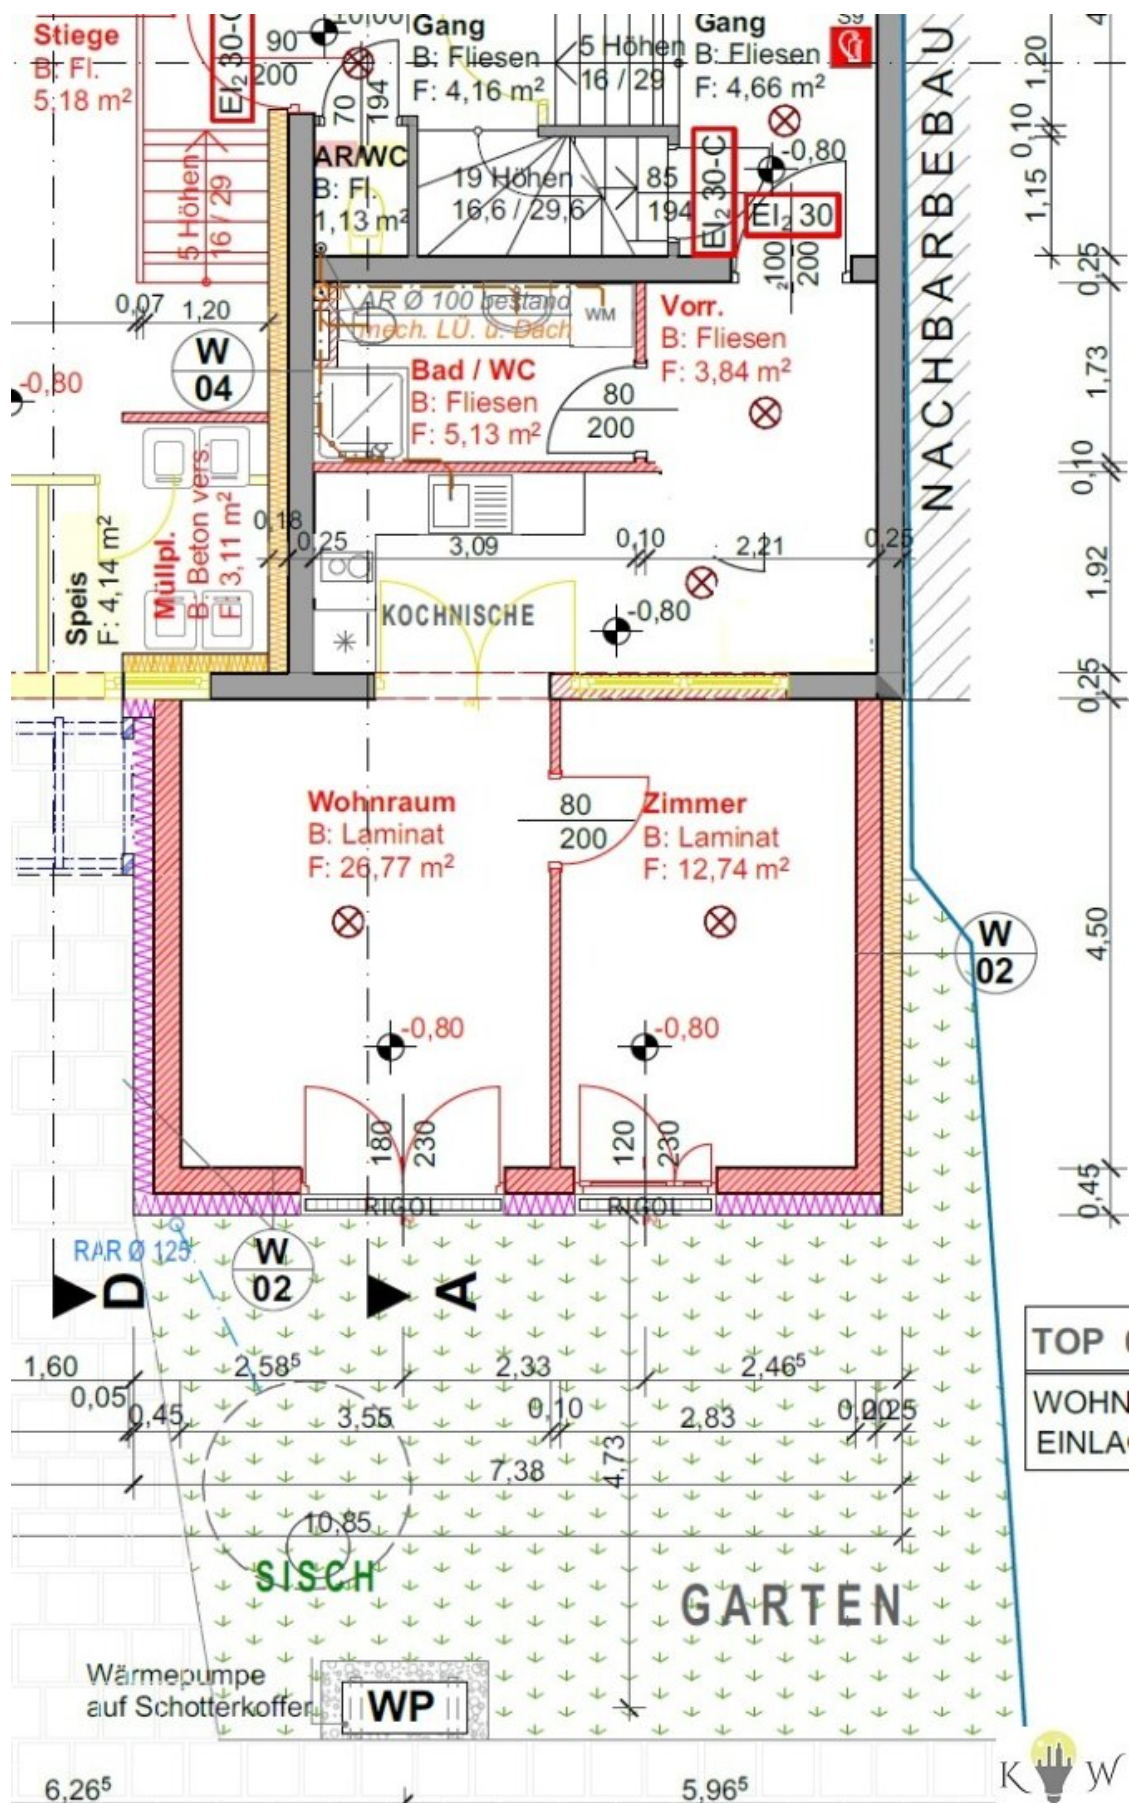 Stiege
B: Fl.
5,18 m²
EI₂ 30-C
90
200
±0,00
Gang
B: Fliesen
F: 4,16 m²
5 Höhen
16 / 29
Gang
B: Fliesen
F: 4,66 m²
S9
70
194
AR/WC
B: Fl.
1,13 m²
19 Höhen
16,6 / 29,6
85
194
EI₂ 30-C
-0,80
EI₂ 30
100
200
5 Höhen
16 / 29
NACHBARBEBAU
1,20
0,10
1,15
0,25
1,73
0,10
1,92
0,25
4,50
0,45
0,07
1,20
W
04
-0,80
AR Ø 100 bestand
mech. LÜ. ü. Dach
WM
Vorr.
B: Fliesen
F: 3,84 m²
Bad / WC
B: Fliesen
F: 5,13 m²
80
200
Speis
F: 4,14 m²
Müllpl.
B: Beton vers.
F: 3,11 m²
0,18
0,25
3,09
0,10
2,21
0,25
KOCHNISCHE
-0,80
Wohnraum
B: Laminat
F: 26,77 m²
80
200
Zimmer
B: Laminat
F: 12,74 m²
W
02
-0,80
-0,80
180
230
120
230
RIGOL
RIGOL
RAR Ø 125
W
02
D
A
TOP
WOHN
EINLA
1,60
2,58⁵
2,33
2,46⁵
0,05
0,45
3,55
0,10
2,83
0,20
0,25
7,38
4,73
10,85
SISCH
GARTEN
Wärmepumpe
auf Schotterkoffer
WP
6,26⁵
5,96⁵
K W